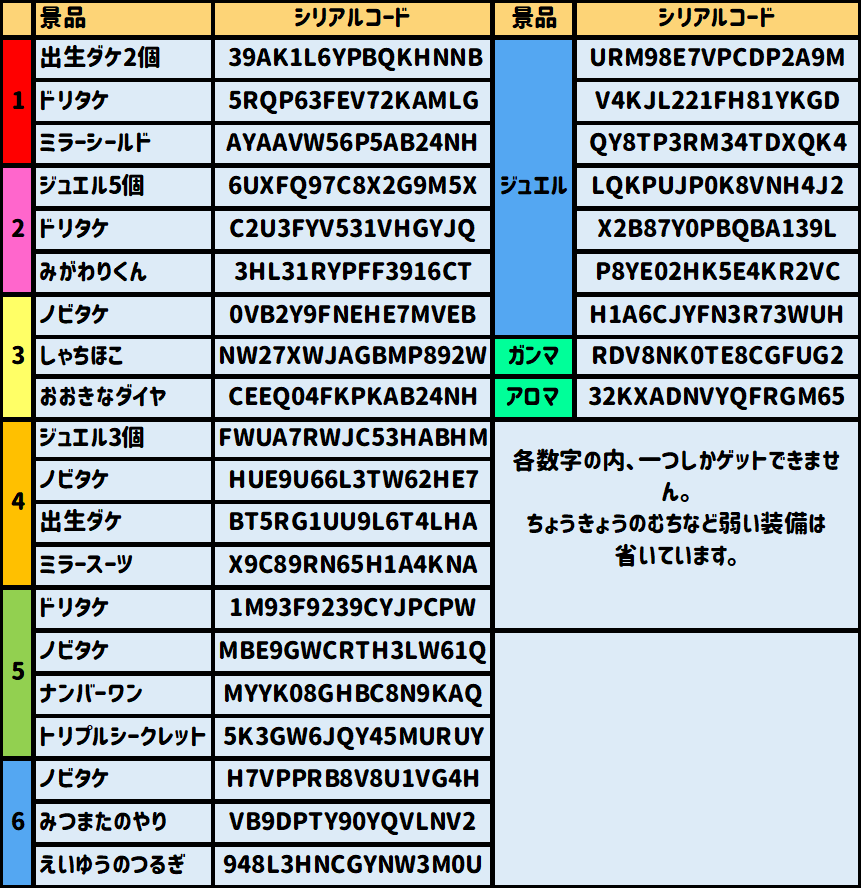 景品 シリアルコード 景品 シリアルコード
1
出生ダケ2個 39AK1L6YPBQKHNNB
ドリタケ 5RQP63FEV72KAMLG
ミラーシールド AYAAVW56P5AB24NH
2
ジュエル5個 6UXFQ97C8X2G9M5X
ドリタケ C2U3FYV531VHGYJQ
みがわりくん 3HL31RYPFF3916CT
3
ノビタケ 0VB2Y9FNEHE7MVEB
しゃちほこ NW27XWJAGBMP892W
おおきなダイヤ CEEQ04FKPKAB24NH
4
ジュエル3個 FWUA7RWJC53HABHM
ノビタケ HUE9U66L3TW62HE7
出生ダケ BT5RG1UU9L6T4LHA
ミラースーツ X9C89RN65H1A4KNA
5
ドリタケ 1M93F9239CYJPCPW
ノビタケ MBE9GWCRTH3LW61Q
ナンバーワン MYYK08GHBC8N9KAQ
トリプルシークレット 5K3GW6JQY45MURUY
6
ノビタケ H7VPPRB8V8U1VG4H
みつまたのやり VB9DPTY90YQVLNV2
えいゆうのつるぎ 948L3HNCGYNW3M0U
ジュエル
URM98E7VPCDP2A9M
V4KJL221FH81YKGD
QY8TP3RM34TDXQK4
LQKPUJP0K8VNH4J2
X2B87Y0PBQBA139L
P8YE02HK5E4KR2VC
H1A6CJYFN3R73WUH
ガンマ RDV8NK0TE8CGFUG2
アロマ 32KXADNVYQFRGM65
各数字の内、一つしかゲットできませ
ん。
ちょうきょうのむちなど弱い装備は
省いています。